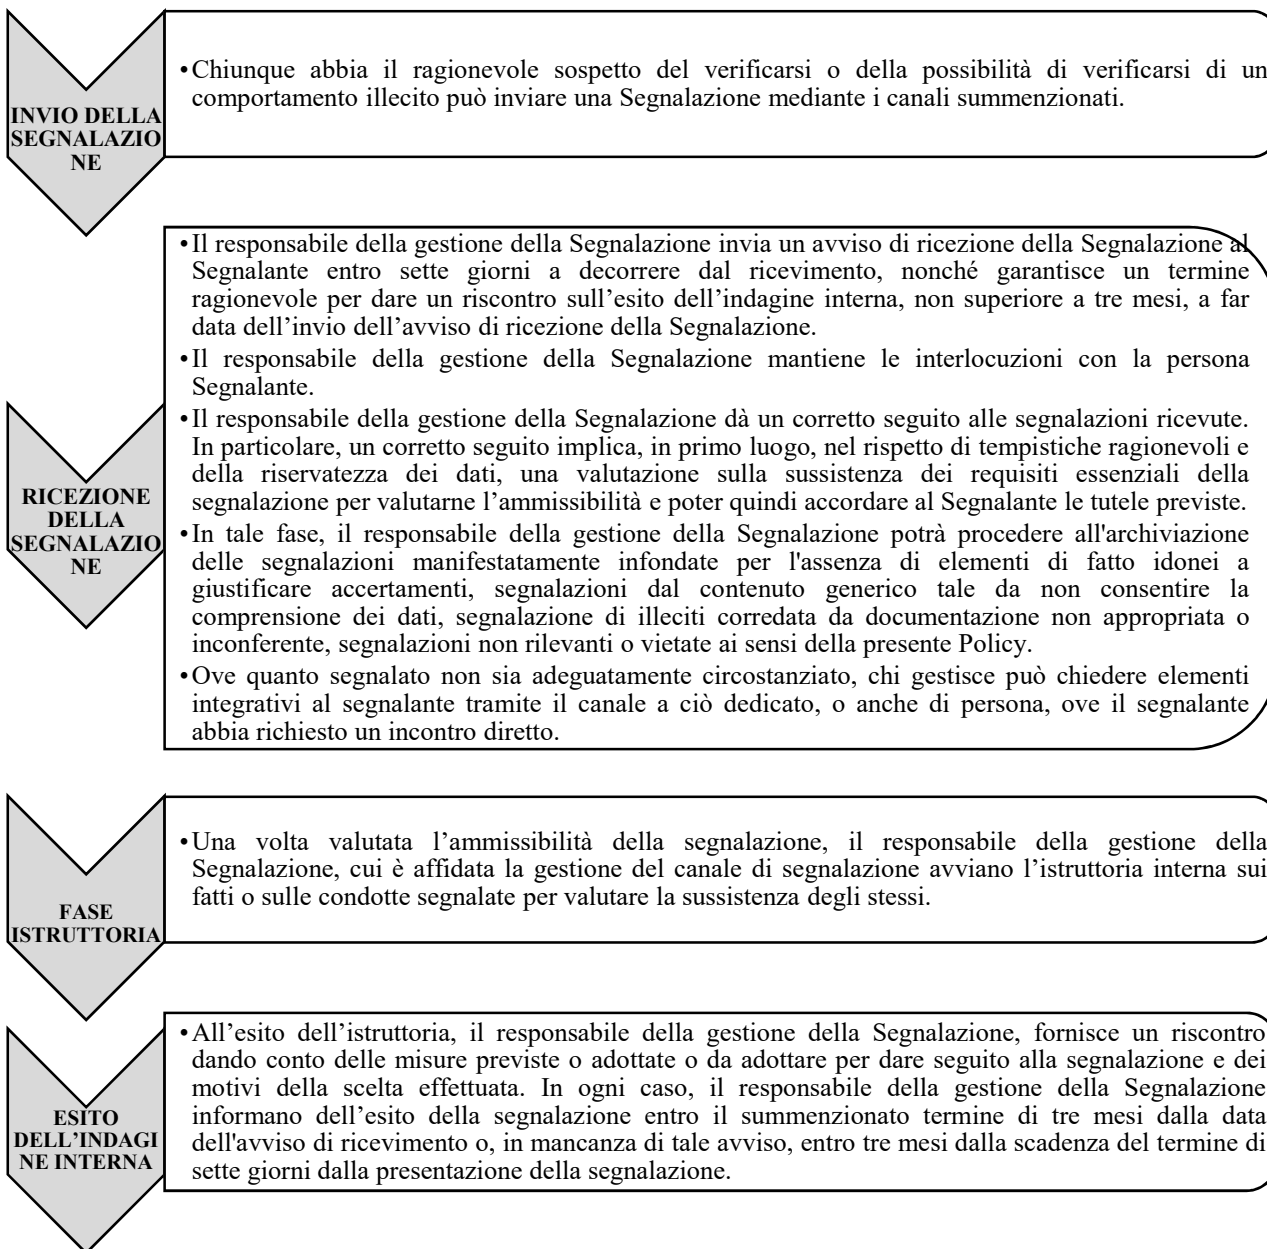 INVIO DELLA
SEGNALAZIO
NE
•Chiunque abbia il ragionevole sospetto del verificarsi o della possibilità di verificarsi di un
comportamento illecito può inviare una Segnalazione mediante i canali summenzionati.
RICEZIONE
DELLA
SEGNALAZIO
NE
•Il responsabile della gestione della Segnalazione invia un avviso di ricezione della Segnalazione al
Segnalante entro sette giorni a decorrere dal ricevimento, nonché garantisce un termine
ragionevole per dare un riscontro sull’esito dell’indagine interna, non superiore a tre mesi, a far
data dell’invio dell’avviso di ricezione della Segnalazione.
•Il responsabile della gestione della Segnalazione mantiene le interlocuzioni con la persona
Segnalante.
•Il responsabile della gestione della Segnalazione dà un corretto seguito alle segnalazioni ricevute.
In particolare, un corretto seguito implica, in primo luogo, nel rispetto di tempistiche ragionevoli e
della riservatezza dei dati, una valutazione sulla sussistenza dei requisiti essenziali della
segnalazione per valutarne l’ammissibilità e poter quindi accordare al Segnalante le tutele previste.
•In tale fase, il responsabile della gestione della Segnalazione potrà procedere all'archiviazione
delle segnalazioni manifestatamente infondate per l'assenza di elementi di fatto idonei a
giustificare accertamenti, segnalazioni dal contenuto generico tale da non consentire la
comprensione dei dati, segnalazione di illeciti corredata da documentazione non appropriata o
inconferente, segnalazioni non rilevanti o vietate ai sensi della presente Policy.
•Ove quanto segnalato non sia adeguatamente circostanziato, chi gestisce può chiedere elementi
integrativi al segnalante tramite il canale a ciò dedicato, o anche di persona, ove il segnalante
abbia richiesto un incontro diretto.
FASE
ISTRUTTORIA
•Una volta valutata l’ammissibilità della segnalazione, il responsabile della gestione della
Segnalazione, cui è affidata la gestione del canale di segnalazione avviano l’istruttoria interna sui
fatti o sulle condotte segnalate per valutare la sussistenza degli stessi.
ESITO
DELL’INDAGI
NE INTERNA
•All’esito dell’istruttoria, il responsabile della gestione della Segnalazione, fornisce un riscontro
dando conto delle misure previste o adottate o da adottare per dare seguito alla segnalazione e dei
motivi della scelta effettuata. In ogni caso, il responsabile della gestione della Segnalazione
informano dell’esito della segnalazione entro il summenzionato termine di tre mesi dalla data
dell'avviso di ricevimento o, in mancanza di tale avviso, entro tre mesi dalla scadenza del termine di
sette giorni dalla presentazione della segnalazione.